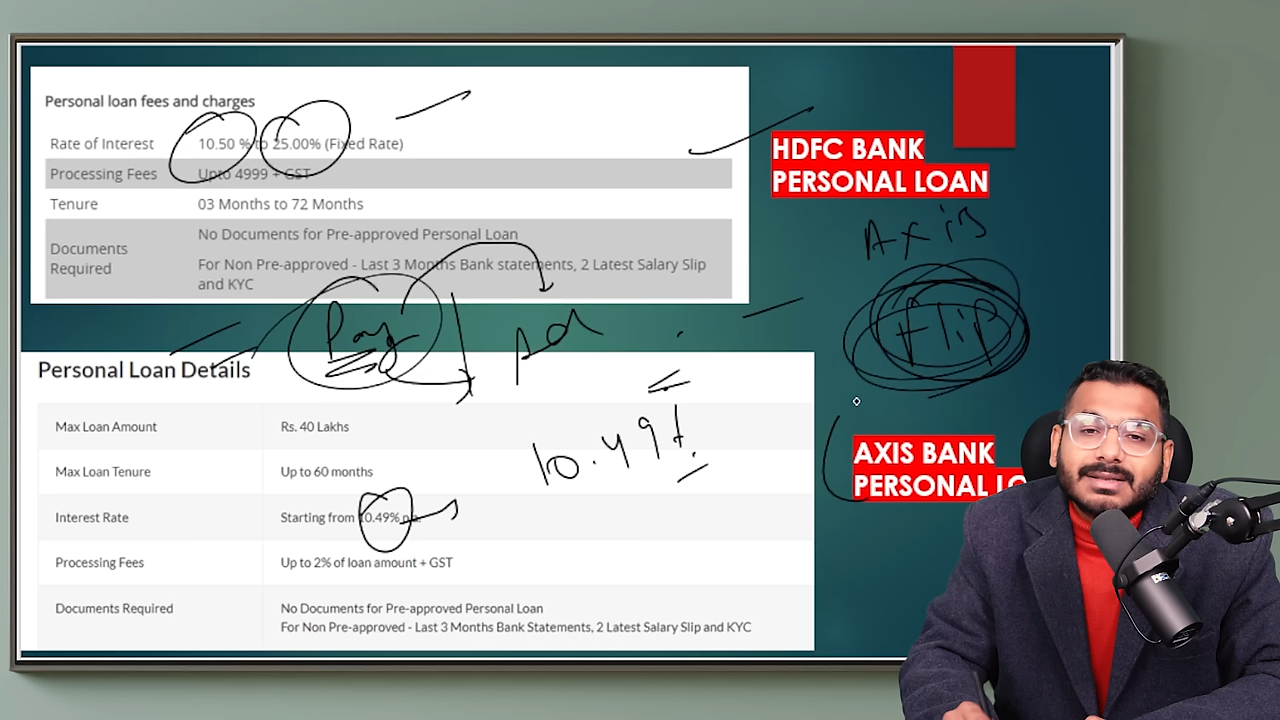 Personal loan fees and charges
Rate of Interest 10.50 % to 25.00% (Fixed Rate)
Processing Fees Upto 4999 + GST
Tenure 03 Months to 72 Months
Documents Required No Documents for Pre-approved Personal Loan
For Non Pre-approved - Last 3 Months Bank statements, 2 Latest Salary Slip
and KYC
HDFC BANK
PERSONAL LOAN
Axis
Flip
Personal Loan Details
Max Loan Amount Rs. 40 Lakhs
Max Loan Tenure Up to 60 months
10.49%
Interest Rate Starting from 10.49% p.a.
Processing Fees Up to 2% of loan amount + GST
Documents Required No Documents for Pre-approved Personal Loan
For Non Pre-approved - Last 3 Months Bank Statements, 2 Latest Salary Slip and KYC
AXIS BANK
PERSONAL LO